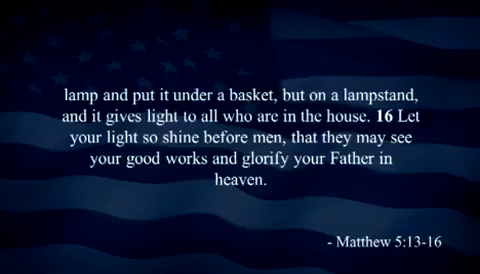 lamp and put it under a basket, but on a lampstand,
and it gives light to all who are in the house. 16 Let
your light so shine before men, that they may see
your good works and glorify your Father in
heaven.
- Matthew 5:13-16